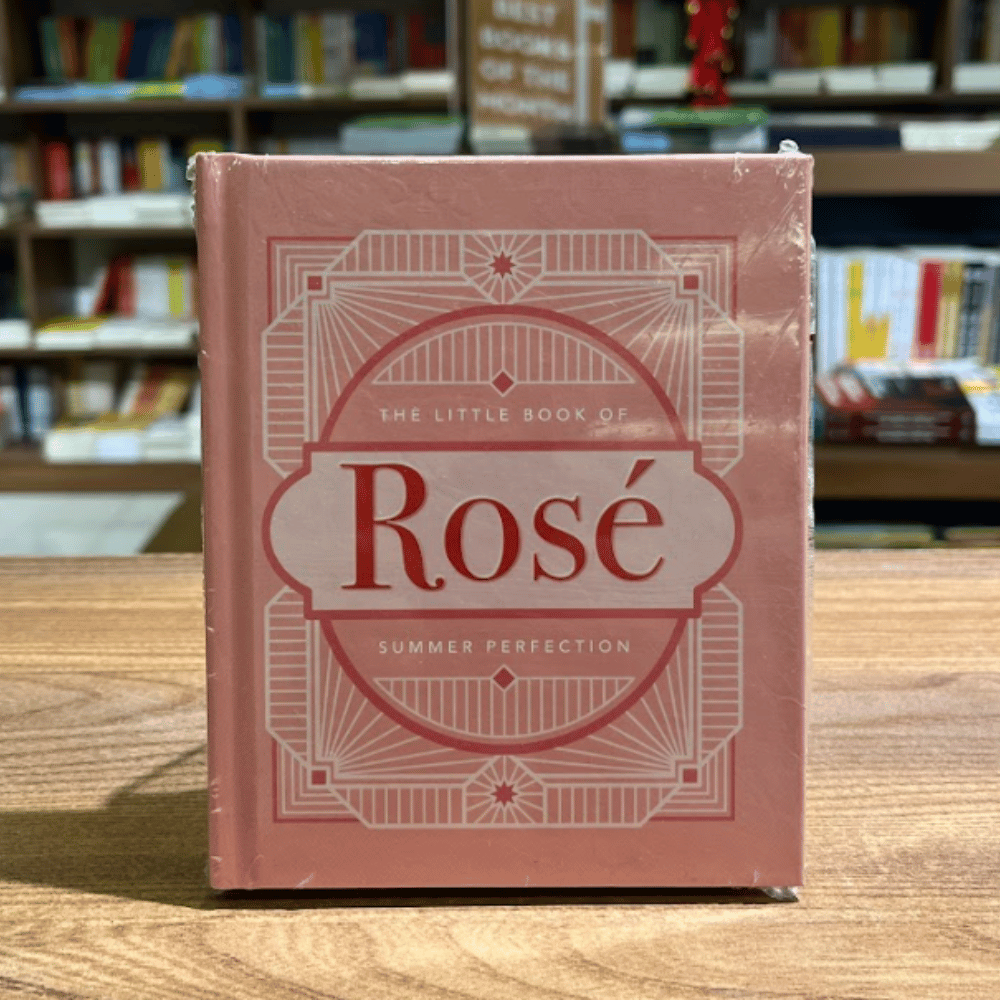 BEST
BOOKS
OF THE
MONTH
THE LITTLE BOOK OF
Rosé
SUMMER PERFECTION